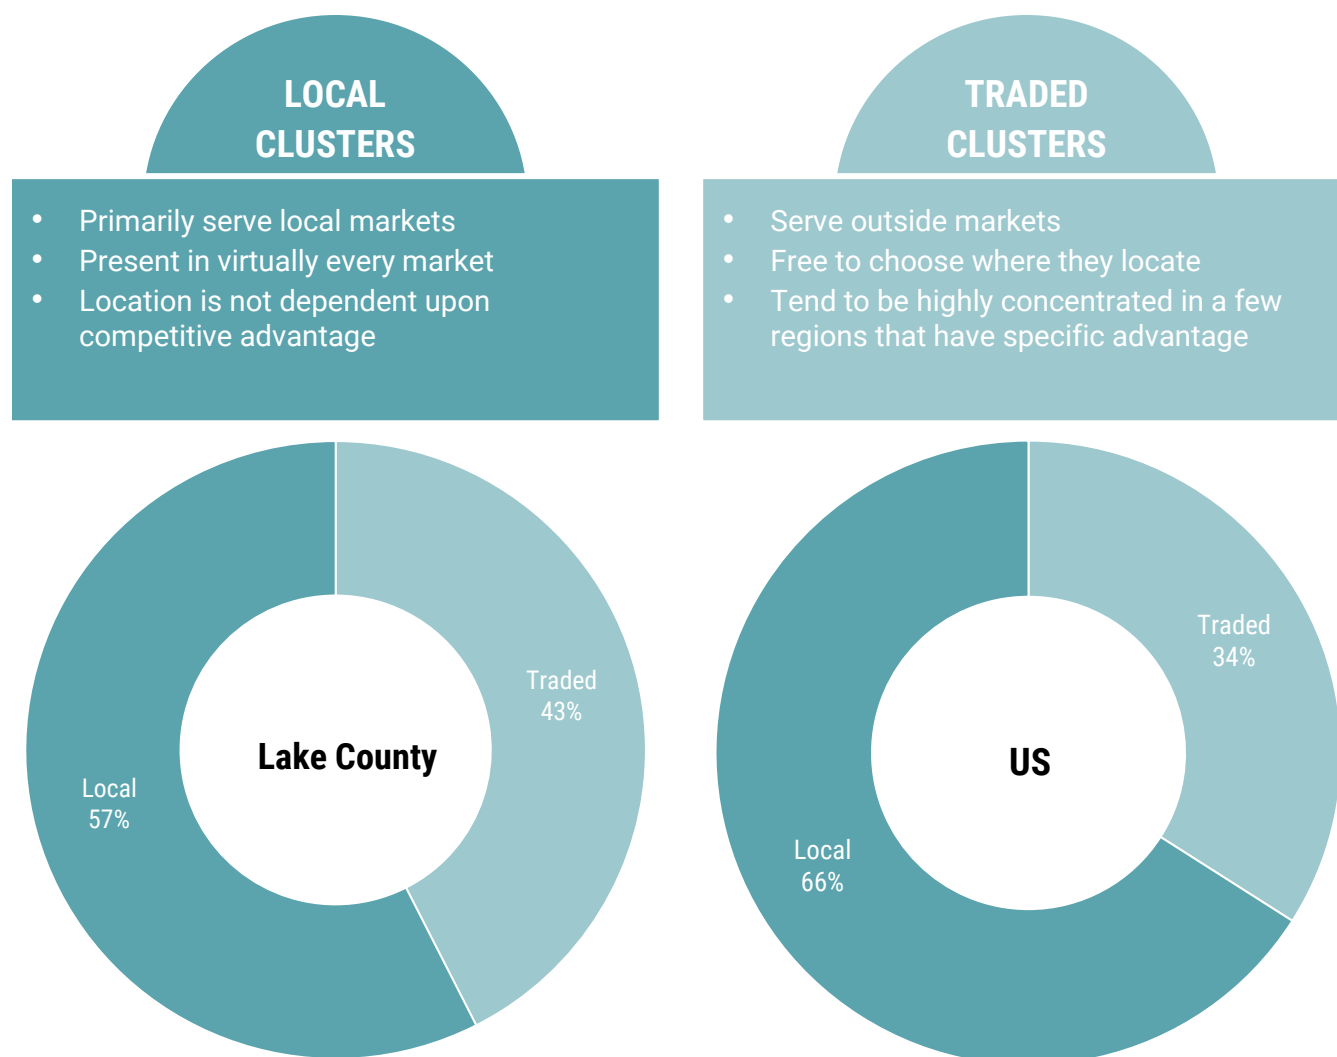 LOCAL
CLUSTERS
• Primarily serve local markets
• Present in virtually every market
• Location is not dependent upon
competitive advantage
TRADED
CLUSTERS
• Serve outside markets
• Free to choose where they locate
• Tend to be highly concentrated in a few
regions that have specific advantage
Traded
43%
Lake County
Local
57%
Traded
34%
US
Local
66%